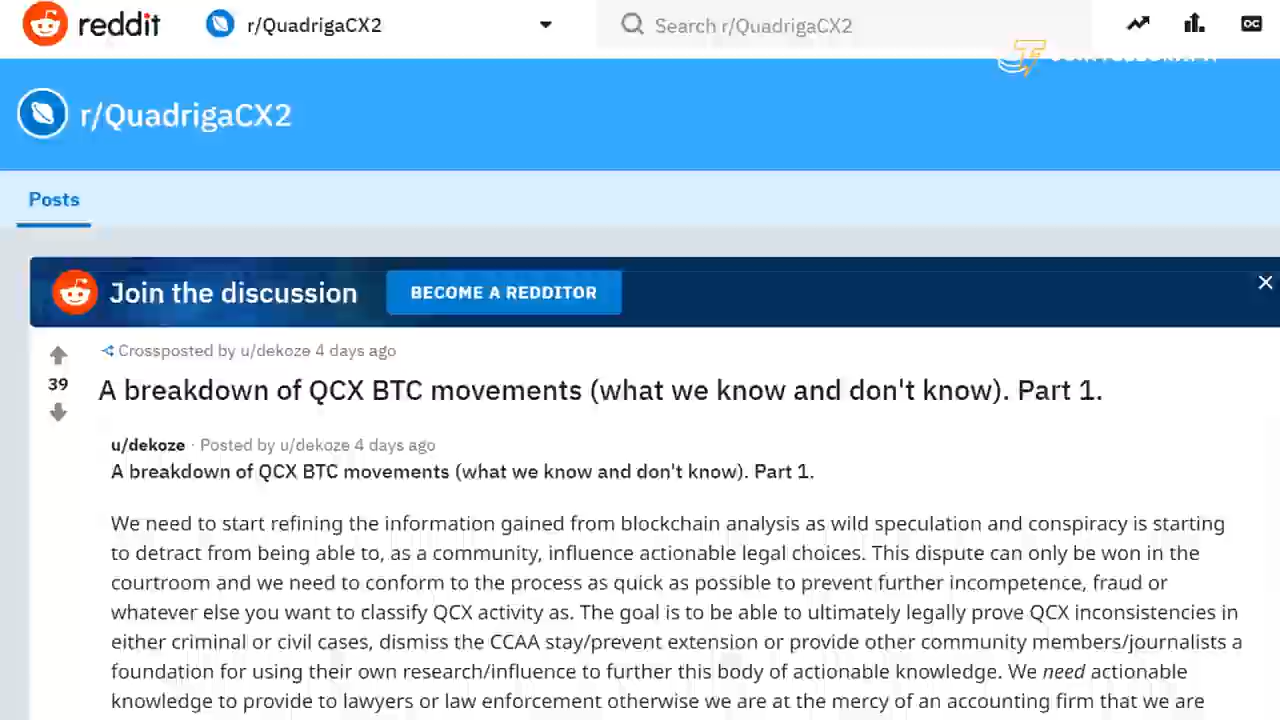 reddit r/QuadrigaCX2 Search r/QuadrigaCX2
r/QuadrigaCX2
Posts
Join the discussion BECOME A REDDITOR
Crossposted by u/dekoze 4 days ago
39
A breakdown of QCX BTC movements (what we know and don't know). Part 1.
u/dekoze · Posted by u/dekoze 4 days ago
A breakdown of QCX BTC movements (what we know and don't know). Part 1.
We need to start refining the information gained from blockchain analysis as wild speculation and conspiracy is starting
to detract from being able to, as a community, influence actionable legal choices. This dispute can only be won in the
courtroom and we need to conform to the process as quick as possible to prevent further incompetence, fraud or
whatever else you want to classify QCX activity as. The goal is to be able to ultimately legally prove QCX inconsistencies in
either criminal or civil cases, dismiss the CCAA stay/prevent extension or provide other community members/journalists a
foundation for using their own research/influence to further this body of actionable knowledge. We need actionable
knowledge to provide to lawyers or law enforcement otherwise we are at the mercy of an accounting firm that we are